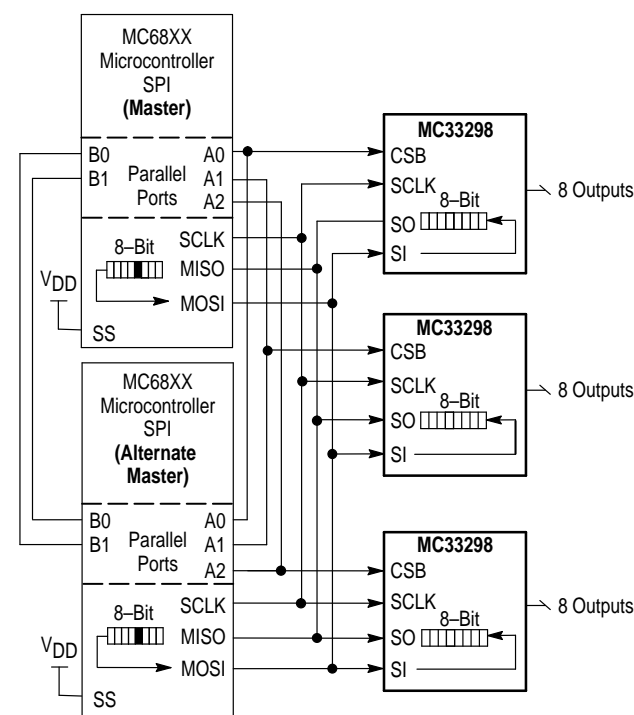 MC68XX
Microcontroller
SPI
(Master)
B0
A0
B1
Parallel
Ports
A1
A2
8–Bit
SCLK
MISO
MOSI
VDD
SS
MC68XX
Microcontroller
SPI
(Alternate
Master)
B0
A0
B1
Parallel
Ports
A1
A2
8–Bit
SCLK
MISO
MOSI
VDD
SS
MC33298
CSB
SCLK
8–Bit
SO
SI
8 Outputs
MC33298
CSB
SCLK
8–Bit
SO
SI
8 Outputs
MC33298
CSB
SCLK
8–Bit
SO
SI
8 Outputs